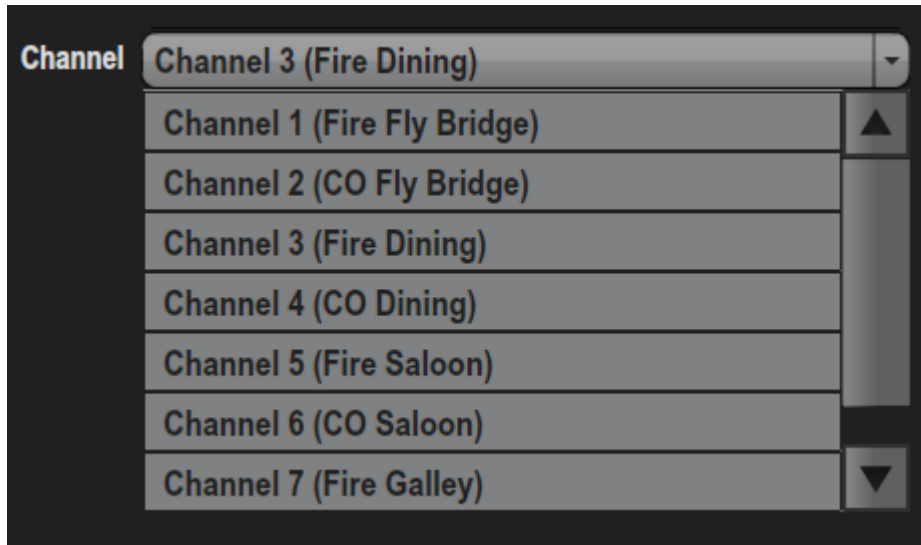 Channel Channel 3 (Fire Dining)
Channel 1 (Fire Fly Bridge)
Channel 2 (CO Fly Bridge)
Channel 3 (Fire Dining)
Channel 4 (CO Dining)
Channel 5 (Fire Saloon)
Channel 6 (CO Saloon)
Channel 7 (Fire Galley)